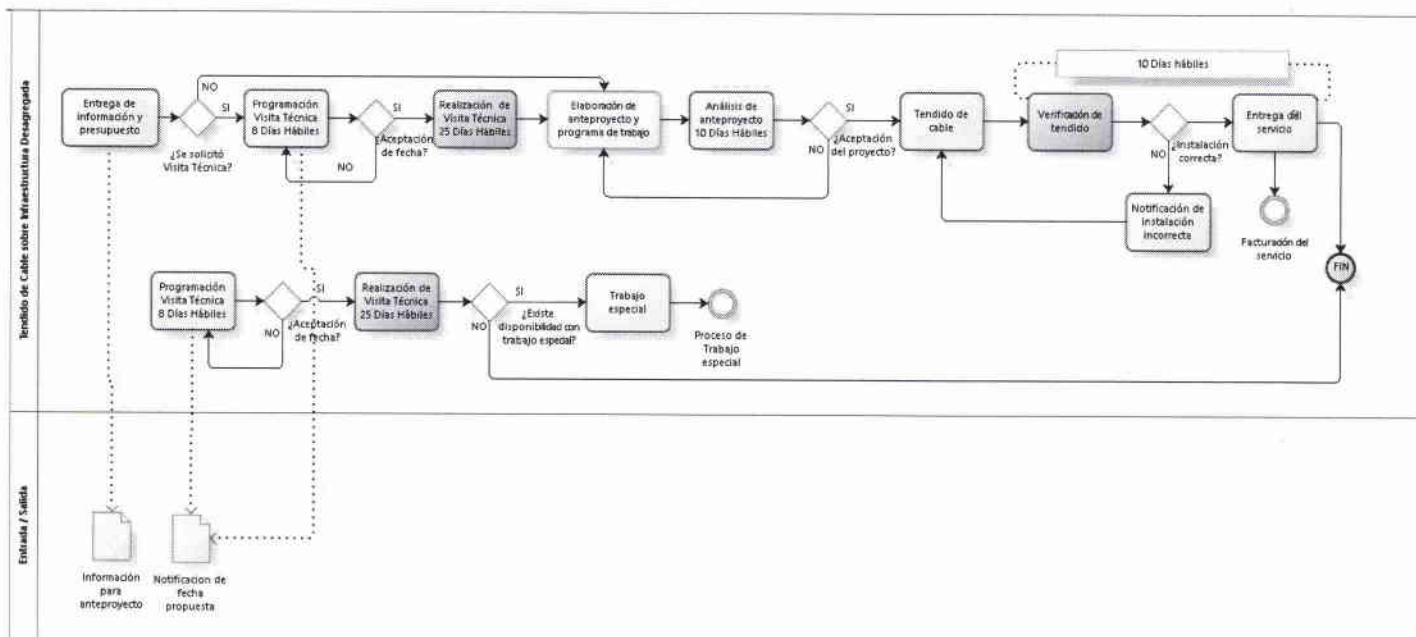 Tendido de Cable sobre Infraestructura Desagregada
Entrega de
información y
presupuesto
¿Se solicitó
Visita Técnica?
NO
SI
Programación
Visita Técnica
8 Días Hábiles
SI
¿Aceptación
de fecha?
NO
Realización de
Visita Técnica
25 Días Hábiles
Elaboración de
anteproyecto y
programa de trabajo
Análisis de
anteproyecto
10 Días Hábiles
SI
¿Aceptación
del proyecto?
NO
Tendido de
cable
10 Días hábiles
Verificación de
tendido
¿Instalación
correcta?
NO
Notificación de
instalación
incorrecta
Entrega del
servicio
Facturación del
servicio
FIN
Programación
Visita Técnica
8 Días Hábiles
SI
¿Aceptación
de fecha?
NO
Realización de
Visita Técnica
25 Días Hábiles
SI
¿Existe
disponibilidad con
trabajo especial?
NO
Trabajo
especial
Proceso de
Trabajo
especial
Entrada / Salida
Información
para
anteproyecto
Notificacion de
fecha
propuesta